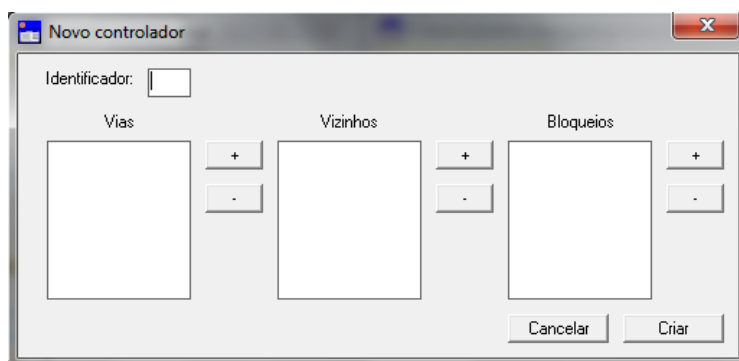 Novo controlador
Identificador:
Vias Vizinhos Bloqueios
+ + +
- - -
Cancelar Criar